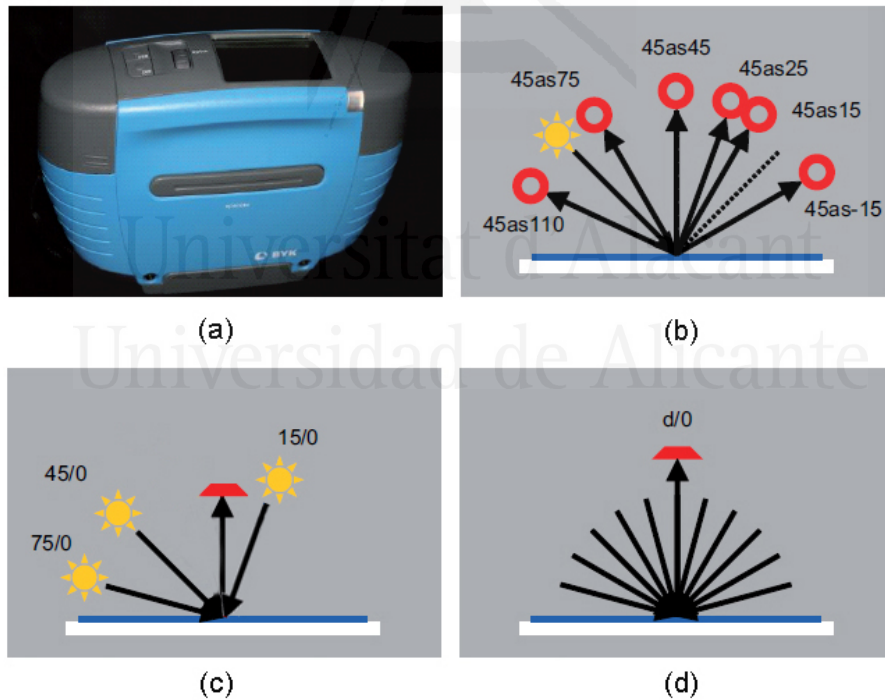 BYK
(a)
45as75
45as45
45as25
45as15
45as110
45as-15
(b)
Universitat d'Alacant
Universidad de Alicante
15/0
45/0
75/0
(c)
d/0
(d)